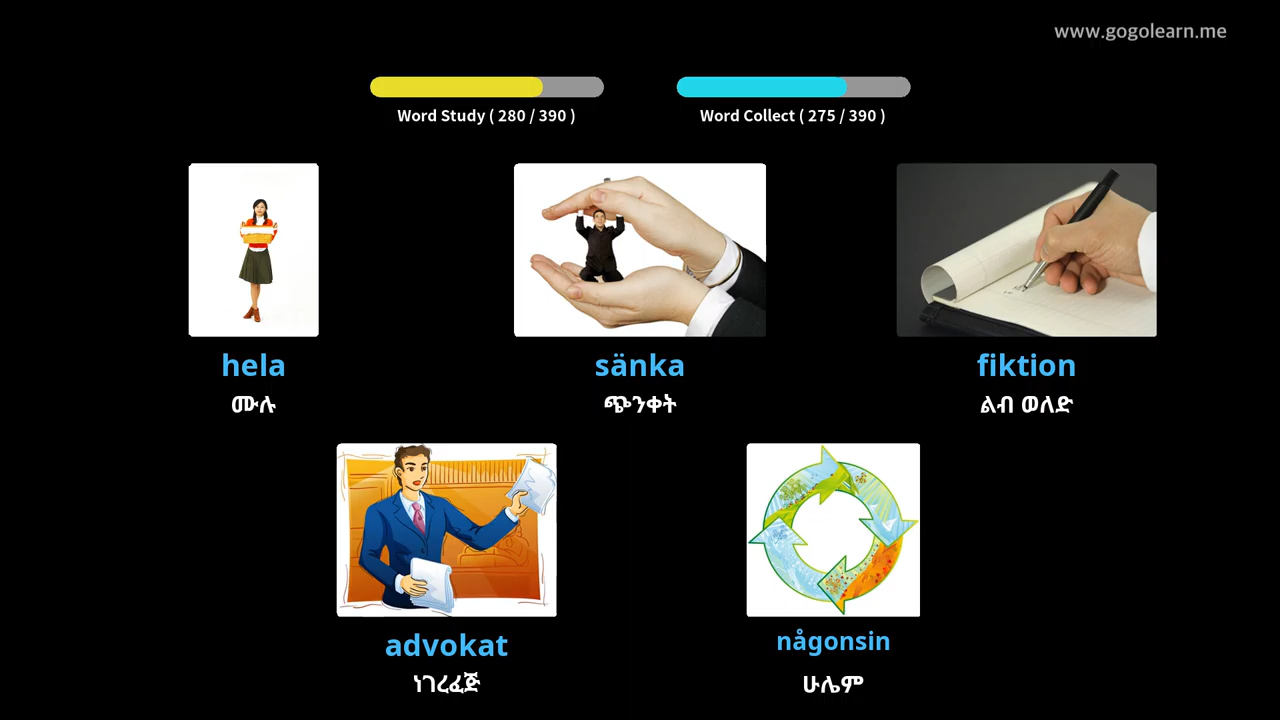 www.gogolearn.me
Word Study ( 280 / 390 )
Word Collect ( 275 / 390 )
hela
sänka
fiktion
ሙሉ
ጭንቀት
ልብ ወለድ
advokat
någonsin
ነገረፈጅ
ሁሌም